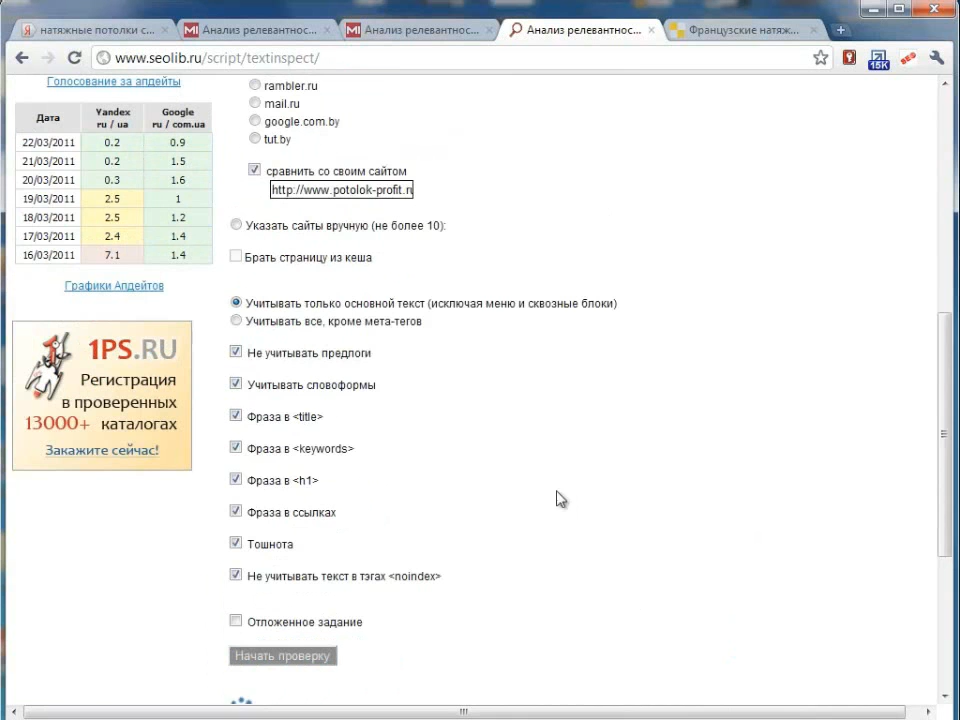 натяжные потолки с...
Анализ релевантнос...
Анализ релевантнос...
Анализ релевантнос...
Французские натяж...
www.seolib.ru/script/textinspect/
15K
Голосование за апдейты
Дата
Yandex
ru / ua
Google
ru / com.ua
22/03/2011 0.2 0.9
21/03/2011 0.2 1.5
20/03/2011 0.3 1.6
19/03/2011 2.5 1
18/03/2011 2.5 1.2
17/03/2011 2.4 1.4
16/03/2011 7.1 1.4
Графики Апдейтов
1PS.RU
Регистрация
в проверенных
13000+ каталогах
Закажите сейчас!
rambler.ru
mail.ru
google.com.by
tut.by
сравнить со своим сайтом
http://www.potolok-profit.ru
Указать сайты вручную (не более 10):
Брать страницу из кеша
Учитывать только основной текст (исключая меню и сквозные блоки)
Учитывать все, кроме мета-тегов
Не учитывать предлоги
Учитывать словоформы
Фраза в <title>
Фраза в <keywords>
Фраза в <h1>
Фраза в ссылках
Тошнота
Не учитывать текст в тэгах <noindex>
Отложенное задание
Начать проверку